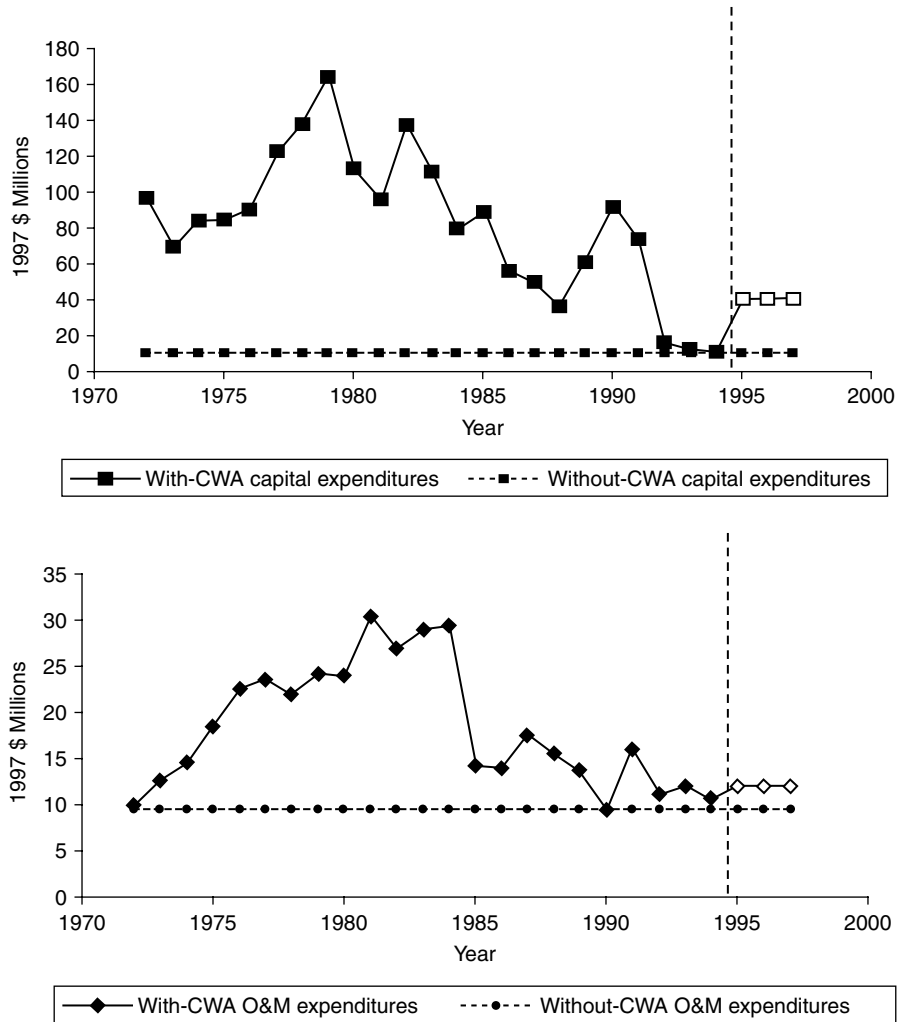 180
160
140
120
100
80
60
40
20
0
1997 $ Millions
1970 1975 1980 1985 1990 1995 2000
Year
With-CWA capital expenditures Without-CWA capital expenditures
35
30
25
20
15
10
5
0
1997 $ Millions
1970 1975 1980 1985 1990 1995 2000
Year
With-CWA O&M expenditures Without-CWA O&M expenditures